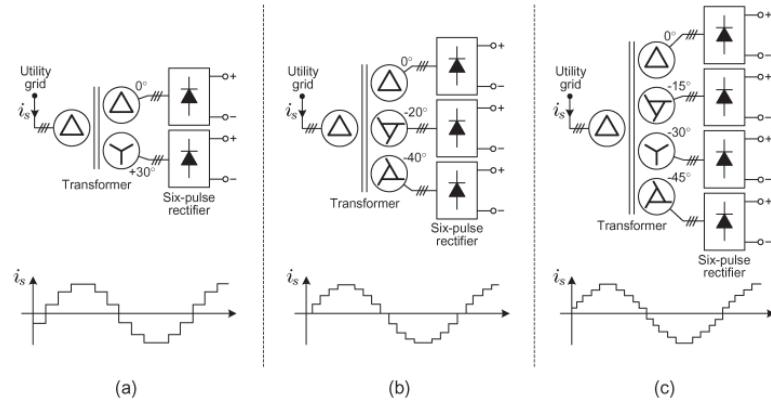 Utility
grid
i_s
0°
+30°
+
−
+
−
Transformer
Six-pulse
rectifier
i_s
(a)
Utility
grid
i_s
0°
-20°
-40°
+
−
+
−
+
−
Transformer
Six-pulse
rectifier
i_s
(b)
Utility
grid
i_s
0°
-15°
-30°
-45°
+
−
+
−
+
−
+
−
Transformer
Six-pulse
rectifier
i_s
(c)